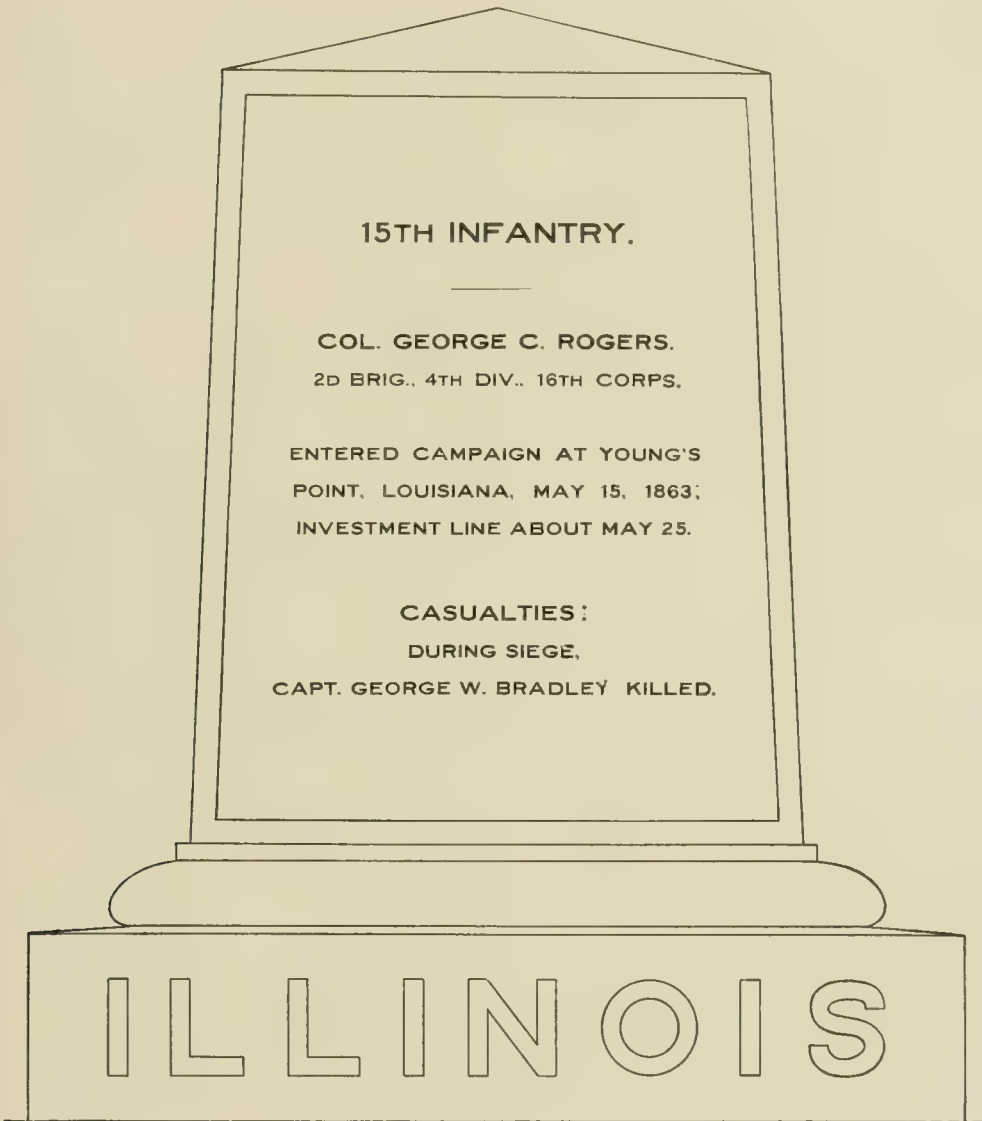 15TH INFANTRY.
COL. GEORGE C. ROGERS.
2D BRIG., 4TH DIV., 16TH CORPS.
ENTERED CAMPAIGN AT YOUNG'S
POINT, LOUISIANA, MAY 15, 1863;
INVESTMENT LINE ABOUT MAY 25.
CASUALTIES:
DURING SIEGE,
CAPT. GEORGE W. BRADLEY KILLED.
ILLINOIS